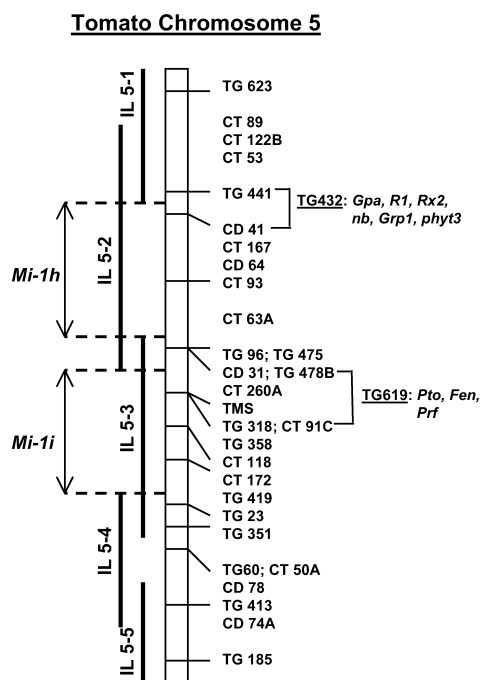 Tomato Chromosome 5
IL 5-1
TG 623
CT 89
CT 122B
CT 53
TG 441
TG432: Gpa, R1, Rx2,
nb, Grp1, phyt3
CD 41
CT 167
CD 64
CT 93
CT 63A
IL 5-2
Mi-1h
TG 96; TG 475
CD 31; TG 478B
CT 260A
TMS
TG 318; CT 91C
TG619: Pto, Fen,
Prf
IL 5-3
Mi-1i
TG 358
CT 118
CT 172
TG 419
TG 23
TG 351
IL 5-4
TG60; CT 50A
CD 78
TG 413
CD 74A
IL 5-5
TG 185